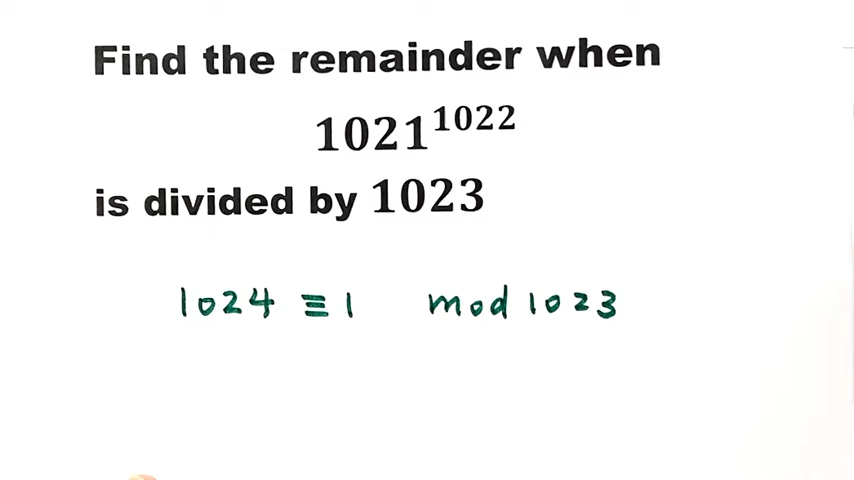 Find the remainder when
1021^1022
is divided by 1023
1024 ≡ 1 mod 1023